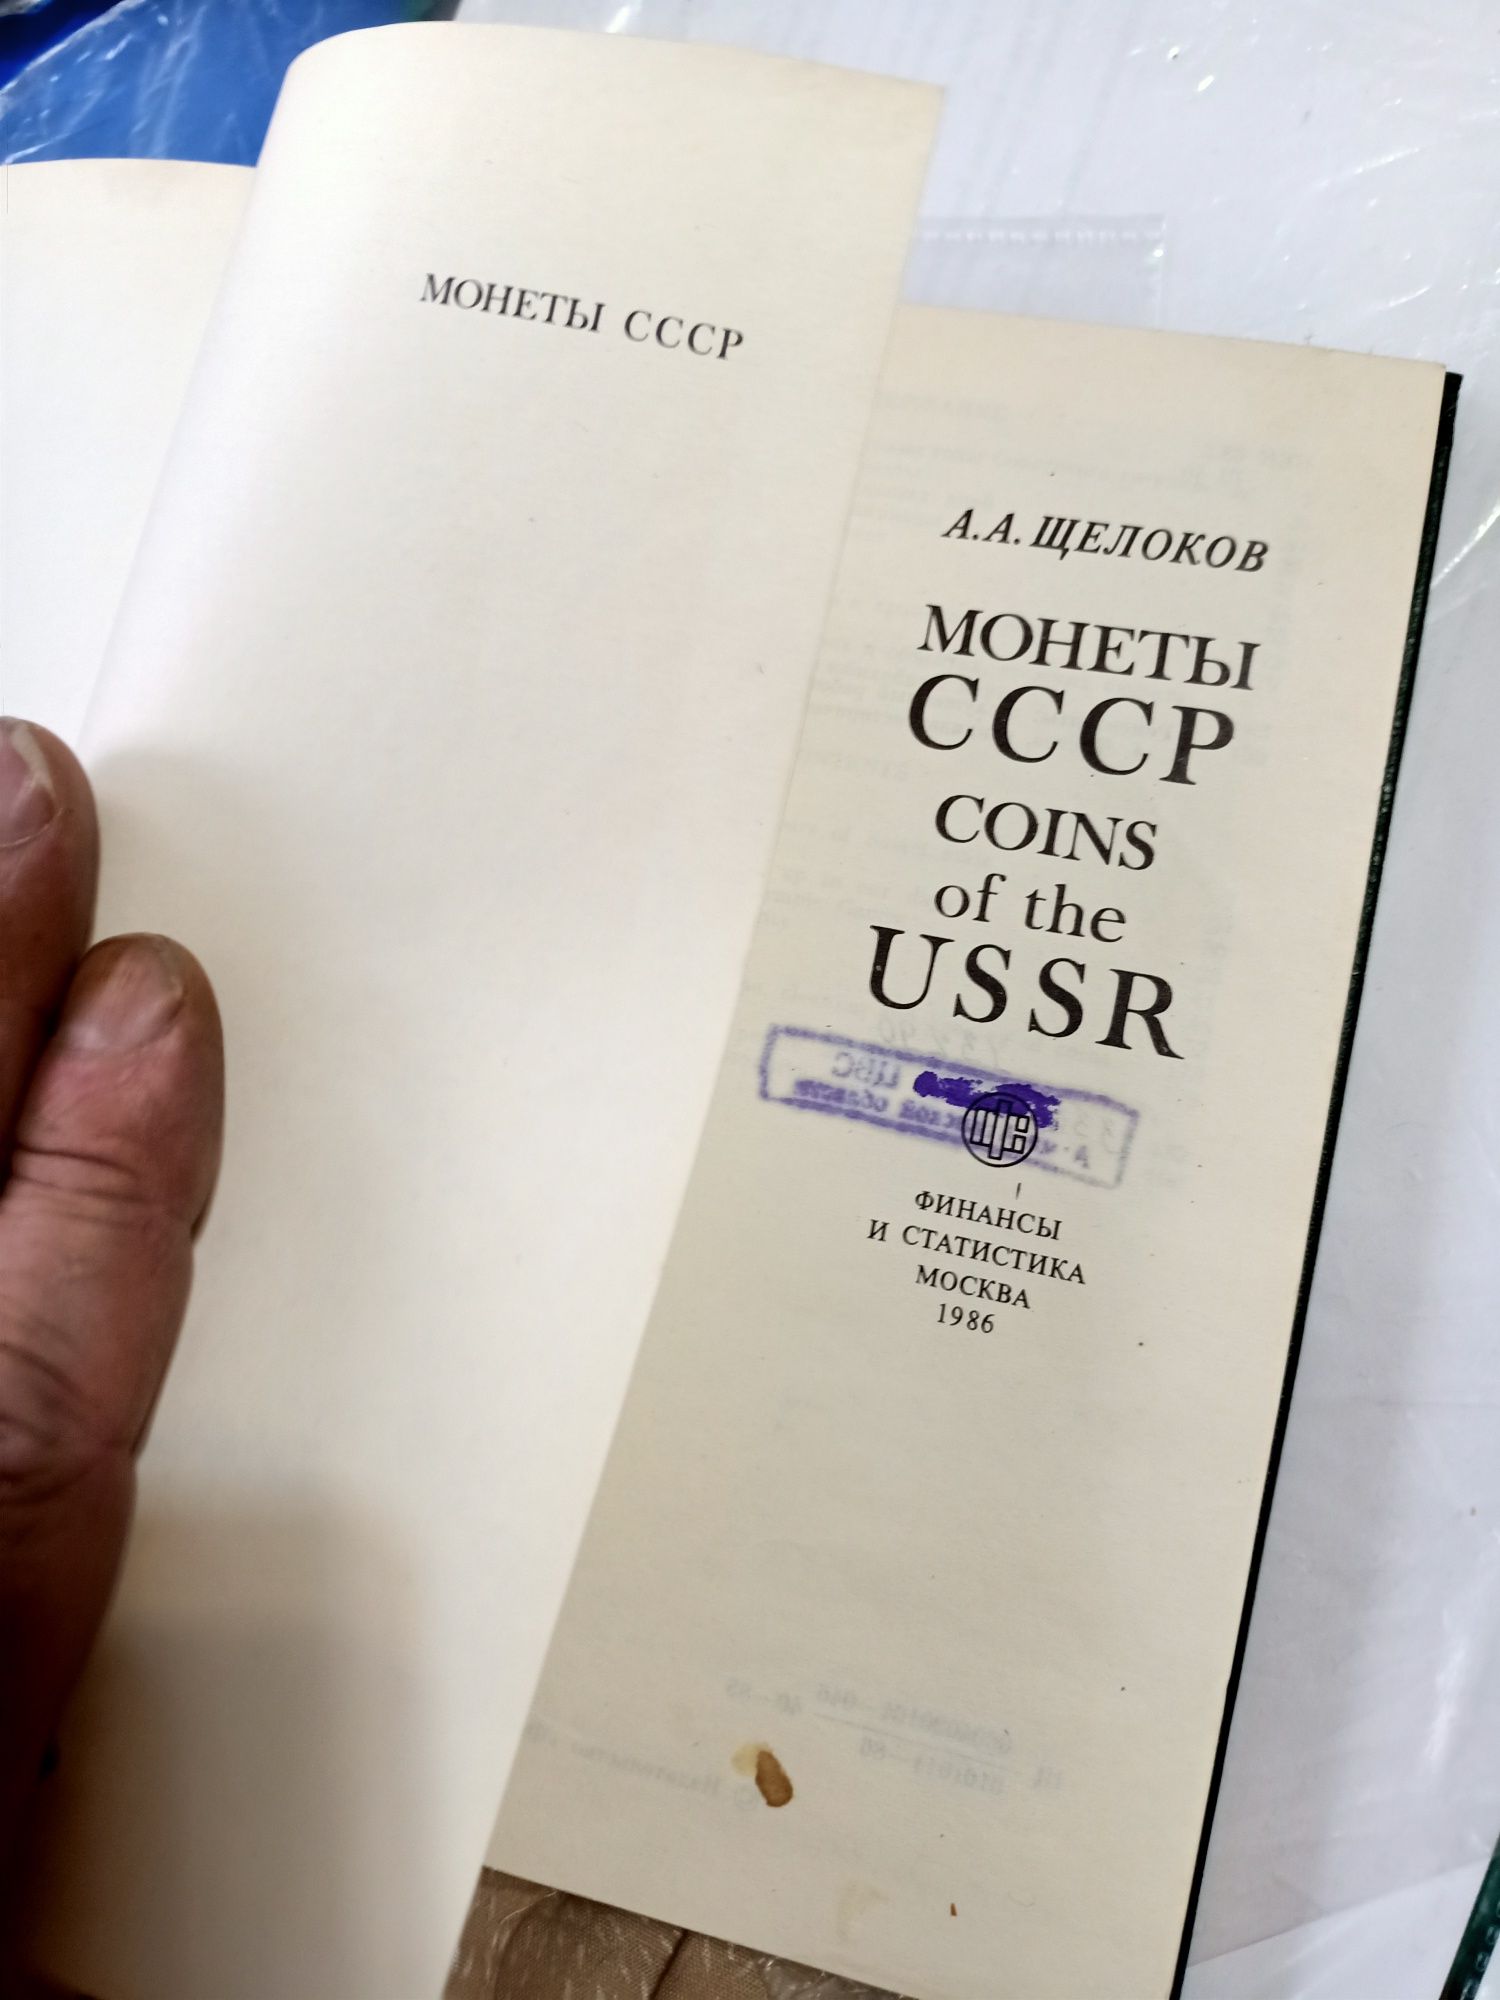 МОНЕТЫ СССР
А.А. ЩЕЛОКОВ
МОНЕТЫ
СССР
COINS
of the
USSR
ФИНАНСЫ
И СТАТИСТИКА
МОСКВА
1986